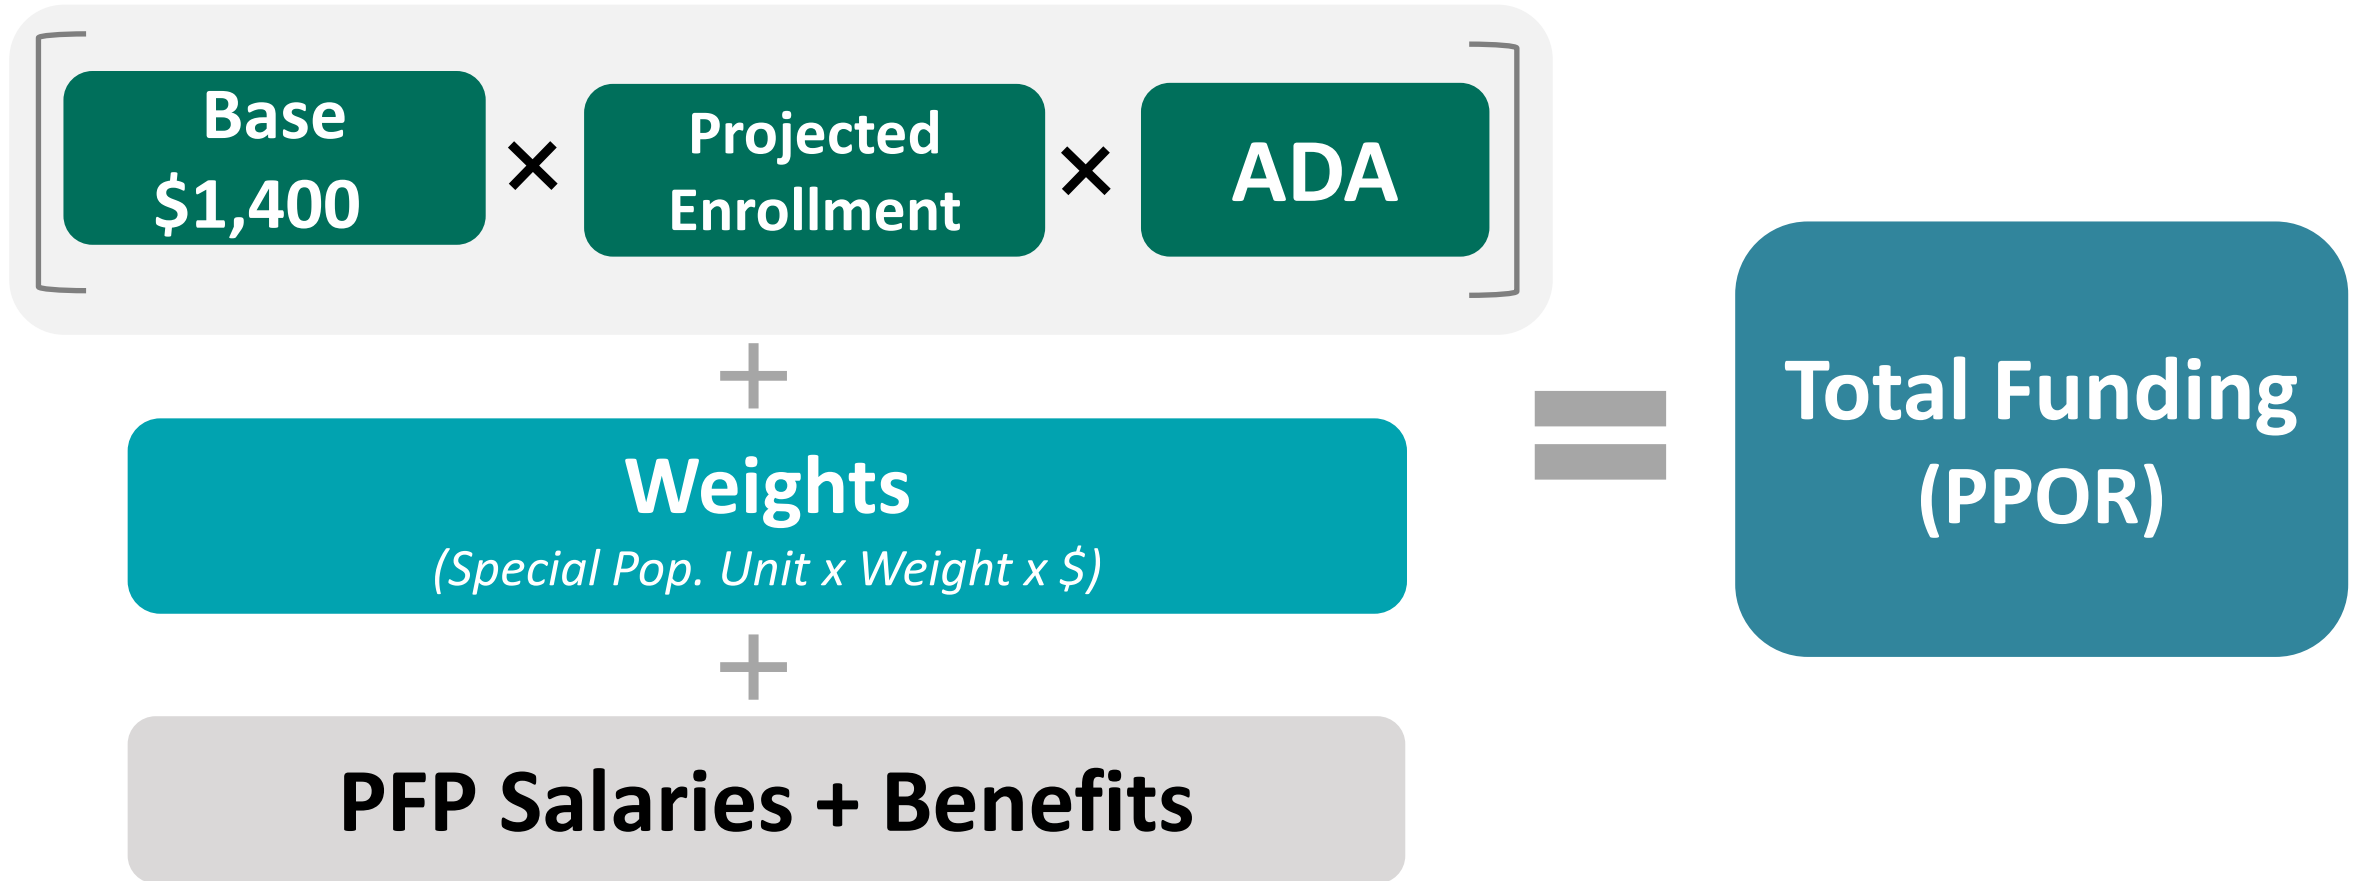 Base
$1,400
×
Projected
Enrollment
×
ADA
+
Weights
(Special Pop. Unit x Weight x $)
+
PFP Salaries + Benefits
=
Total Funding
(PPOR)